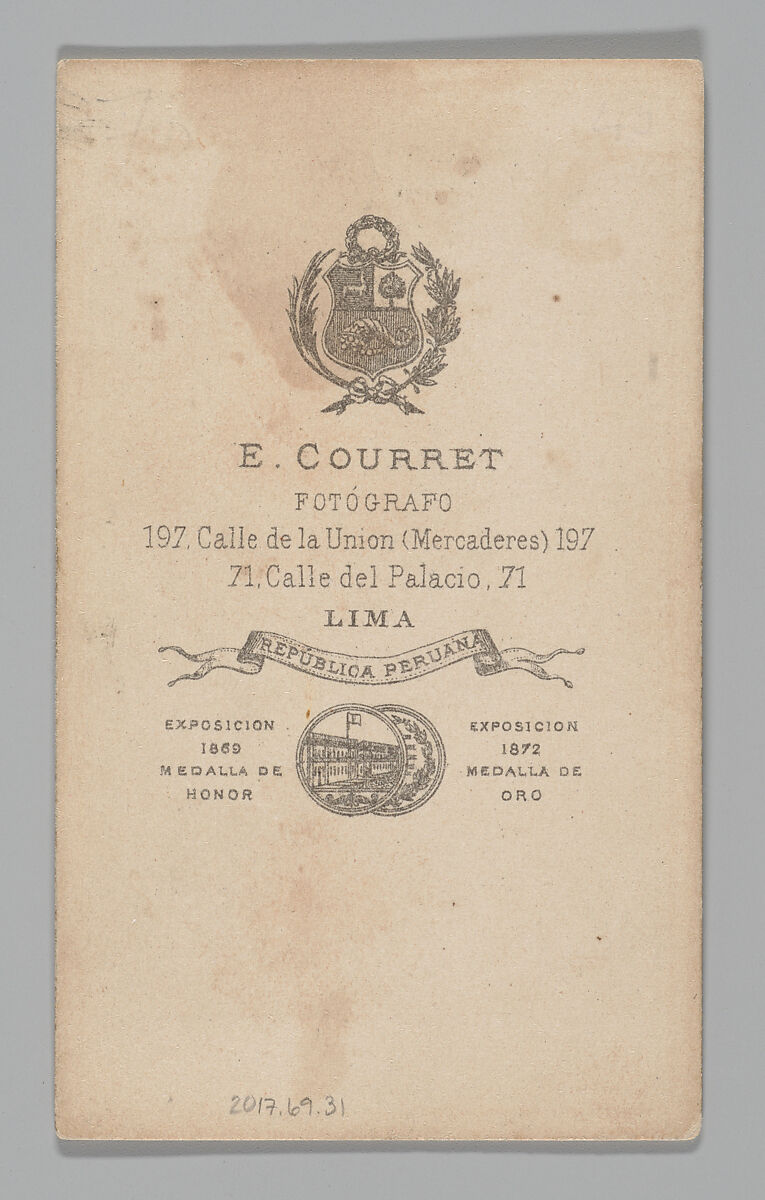 E. COURRET
FOTÓGRAFO
197, Calle de la Union (Mercaderes) 197
71, Calle del Palacio, 71
LIMA
REPÚBLICA PERUANA
EXPOSICION
1869
MEDALLA DE
HONOR
EXPOSICION
1872
MEDALLA DE
ORO
2017.69.31